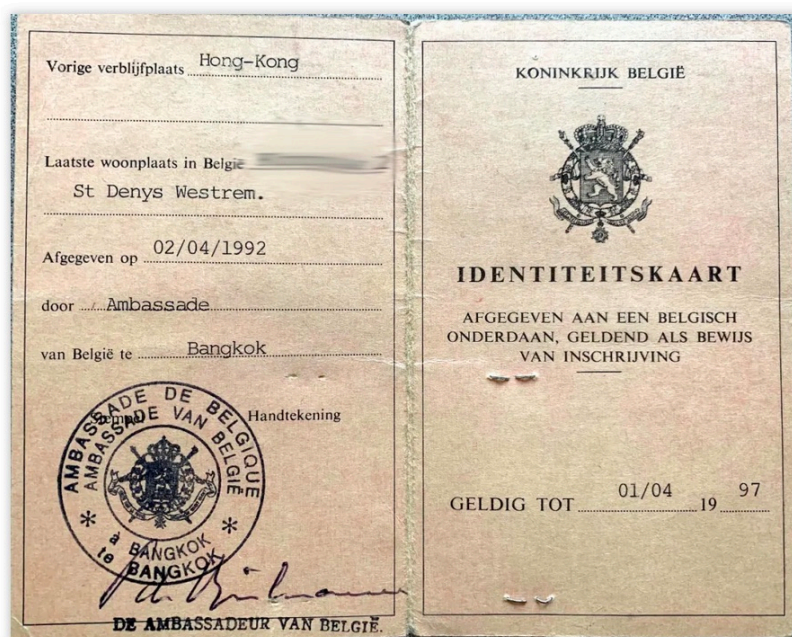 Vorige verblijfplaats Hong-Kong
Laatste woonplaats in België
St Denys Westrem.
Afgegeven op 02/04/1992
door Ambassade
van België te Bangkok
Stempel Handtekening
AMBASSADE DE BELGIQUE
AMBASSADE VAN BELGIË
à BANGKOK
te BANGKOK
DE AMBASSADEUR VAN BELGIË.
KONINKRIJK BELGIË
IDENTITEITSKAART
AFGEGEVEN AAN EEN BELGISCH
ONDERDAAN, GELDEND ALS BEWIJS
VAN INSCHRIJVING
GELDIG TOT 01/04 19 97